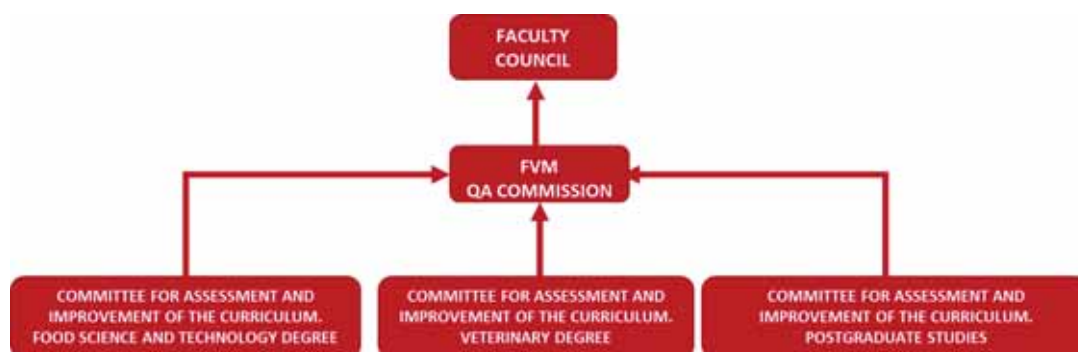 FACULTY
COUNCIL
FVM
QA COMMISSION
COMMITTEE FOR ASSESSMENT AND
IMPROVEMENT OF THE CURRICULUM.
FOOD SCIENCE AND TECHNOLOGY DEGREE
COMMITTEE FOR ASSESSMENT AND
IMPROVEMENT OF THE CURRICULUM.
VETERINARY DEGREE
COMMITTEE FOR ASSESSMENT AND
IMPROVEMENT OF THE CURRICULUM.
POSTGRADUATE STUDIES